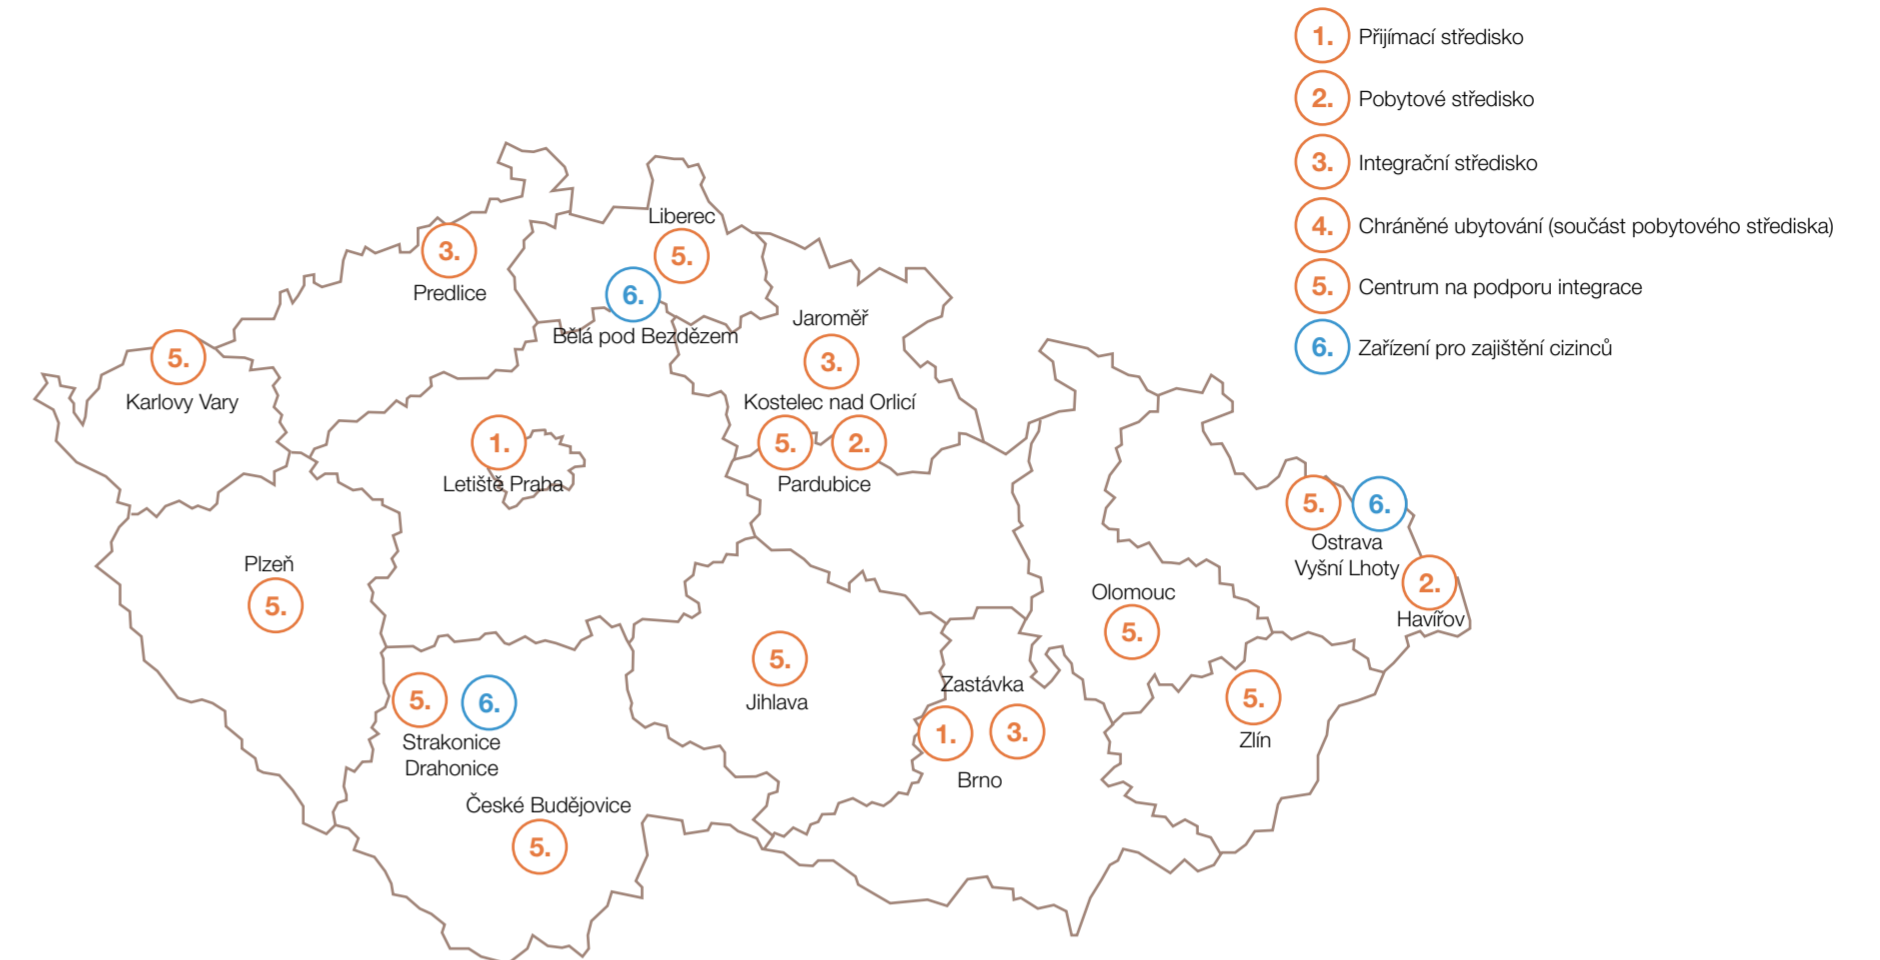 1. Přijímací středisko
2. Pobytové středisko
3. Integrační středisko
4. Chráněné ubytování (součást pobytového střediska)
5. Centrum na podporu integrace
6. Zařízení pro zajištění cizinců
Liberec
5.
3.
Predlice
6.
Bělá pod Bezdězem
Jaroměř
3.
5.
Karlovy Vary
Kostelec nad Orlicí
1.
Letiště Praha
5. 2.
Pardubice
5. 6.
Ostrava
Vyšní Lhoty
2.
Havířov
Plzeň
5.
Olomouc
5.
5.
Jihlava
Zastávka
1. 3.
Brno
5.
Zlín
5. 6.
Strakonice
Drahonice
České Budějovice
5.